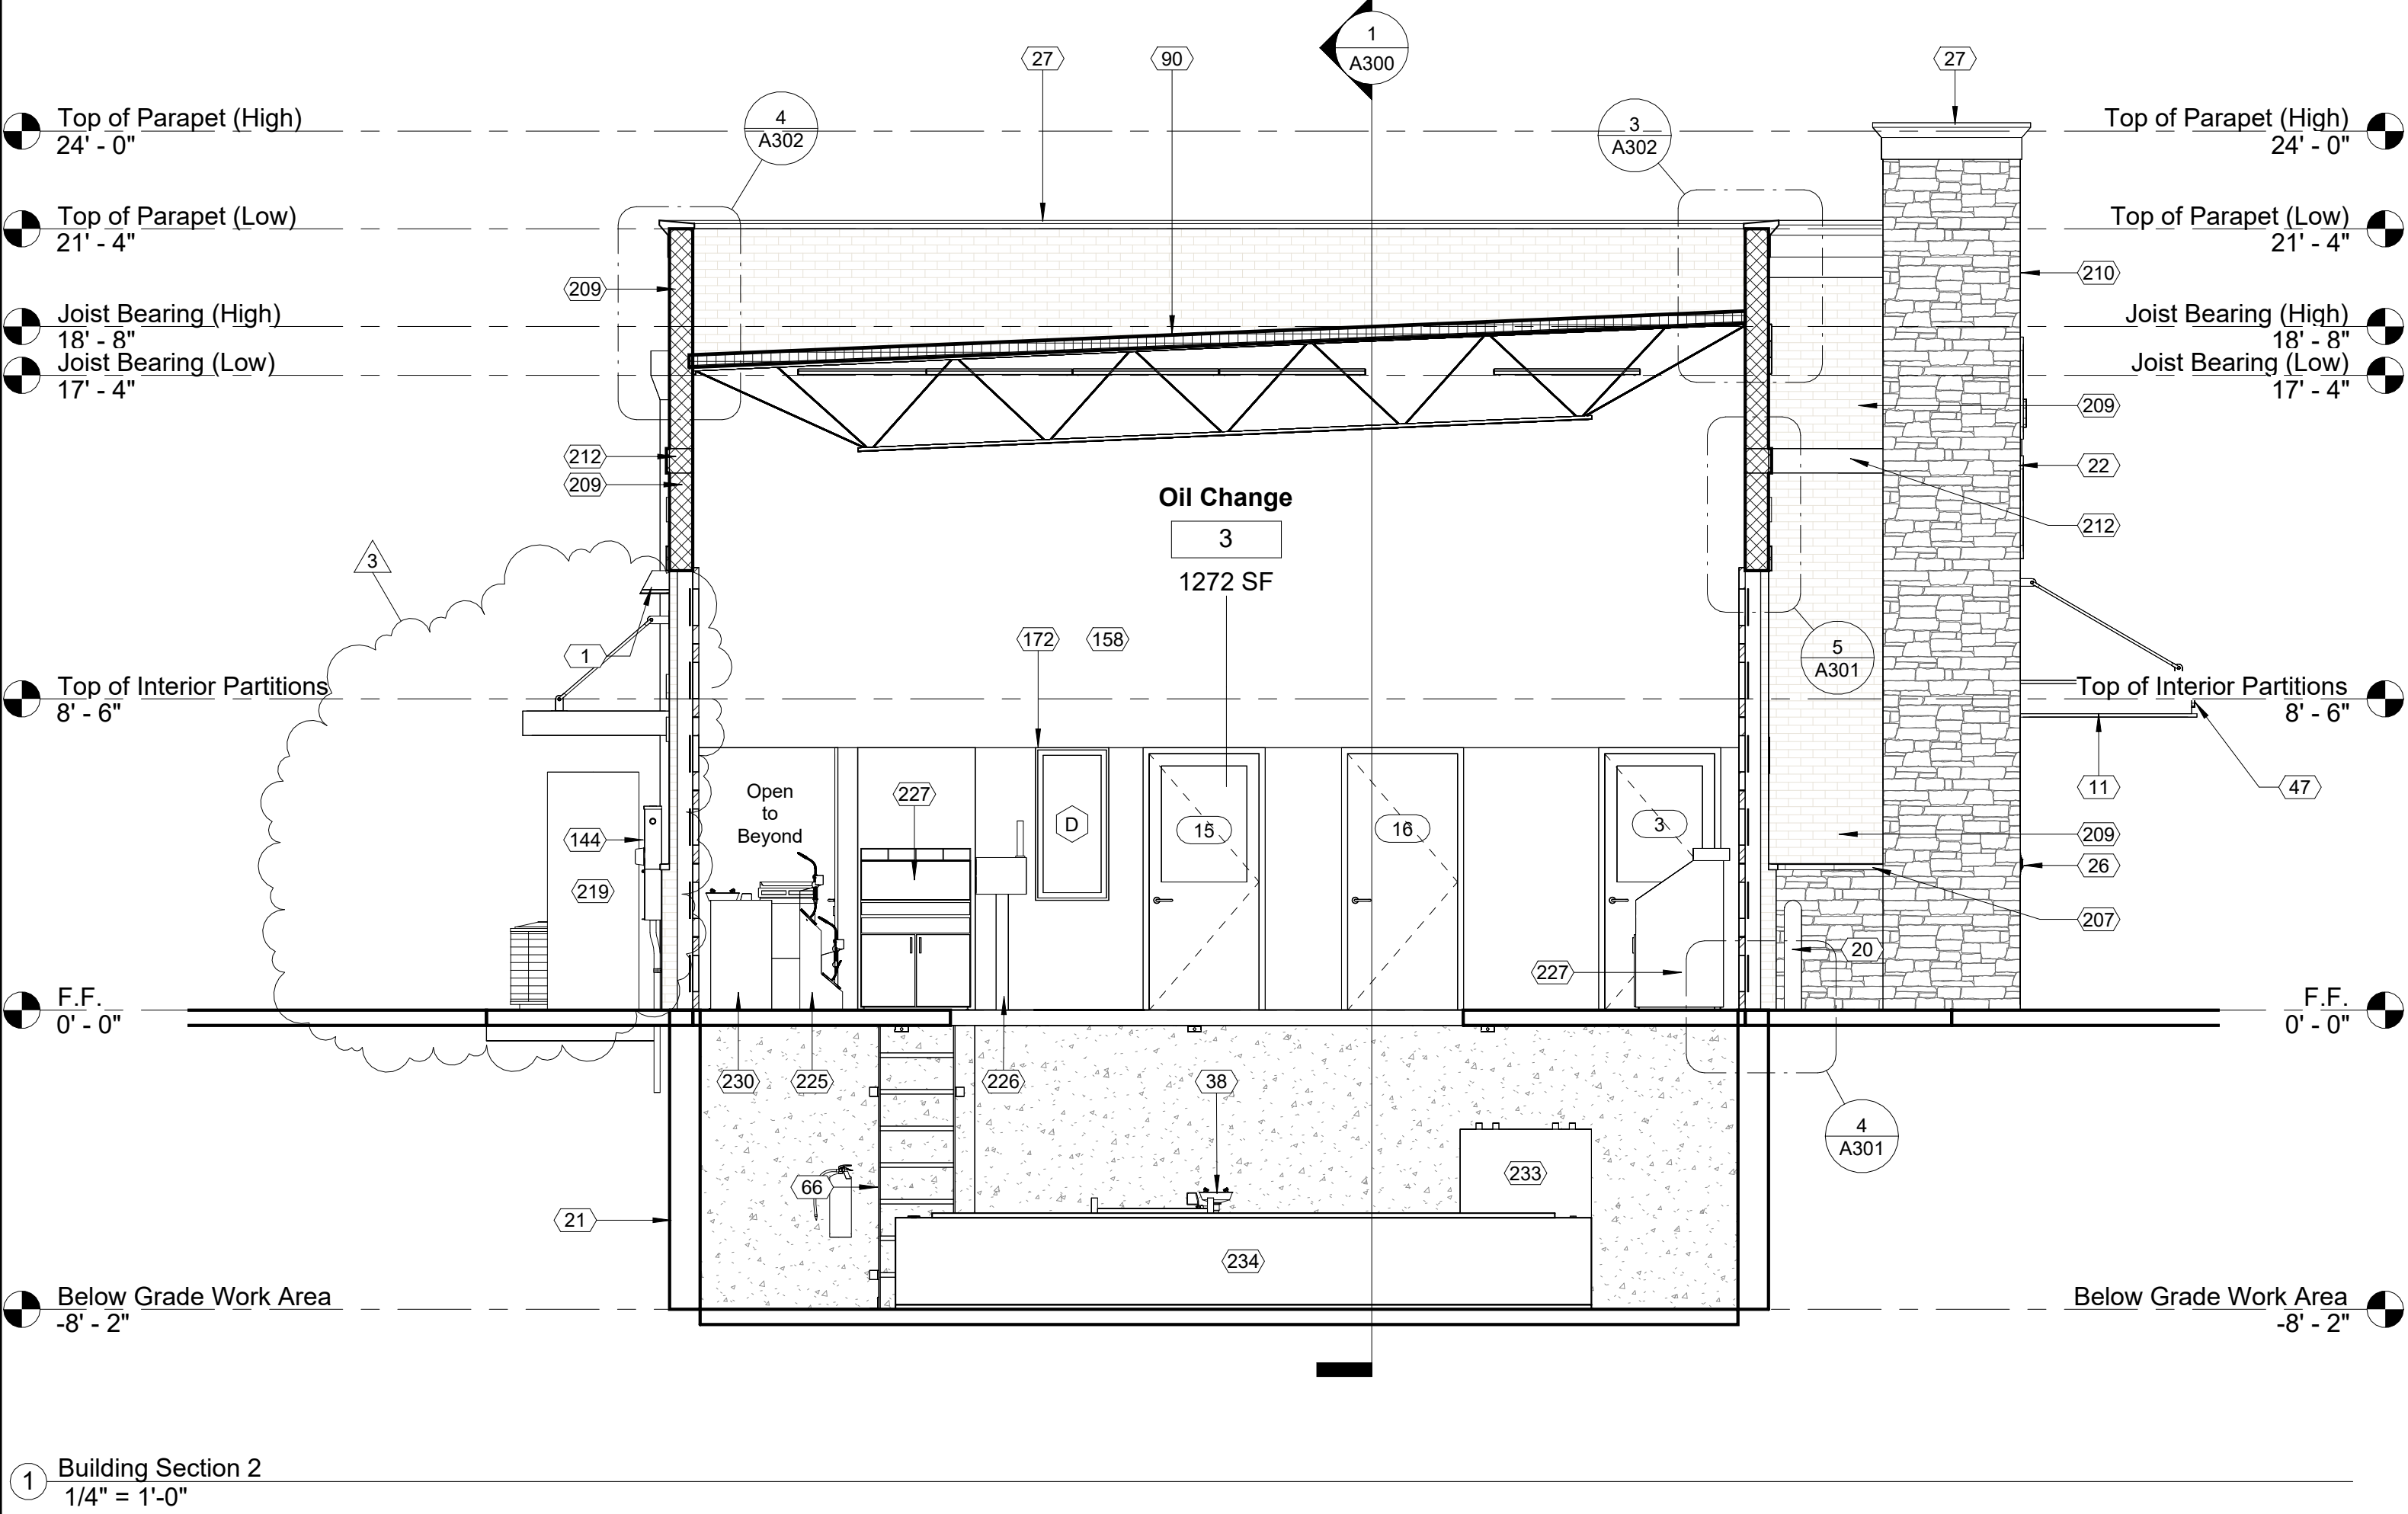 1
A300
27
90
27
Top of Parapet (High)
24' - 0"
4
A302
3
A302
Top of Parapet (High)
24' - 0"
Top of Parapet (Low)
21' - 4"
Top of Parapet (Low)
21' - 4"
209
210
Joist Bearing (High)
18' - 8"
Joist Bearing (High)
18' - 8"
Joist Bearing (Low)
17' - 4"
Joist Bearing (Low)
17' - 4"
209
212
22
209
Oil Change
3
1272 SF
212
3
172
158
1
5
A301
Top of Interior Partitions
8' - 6"
Top of Interior Partitions
8' - 6"
Open
to
Beyond
227
11
47
144
D
15
16
3
209
219
26
207
20
227
F.F.
0' - 0"
F.F.
0' - 0"
230
225
226
38
4
A301
66
233
21
234
Below Grade Work Area
-8' - 2"
Below Grade Work Area
-8' - 2"
1
Building Section 2
1/4" = 1'-0"